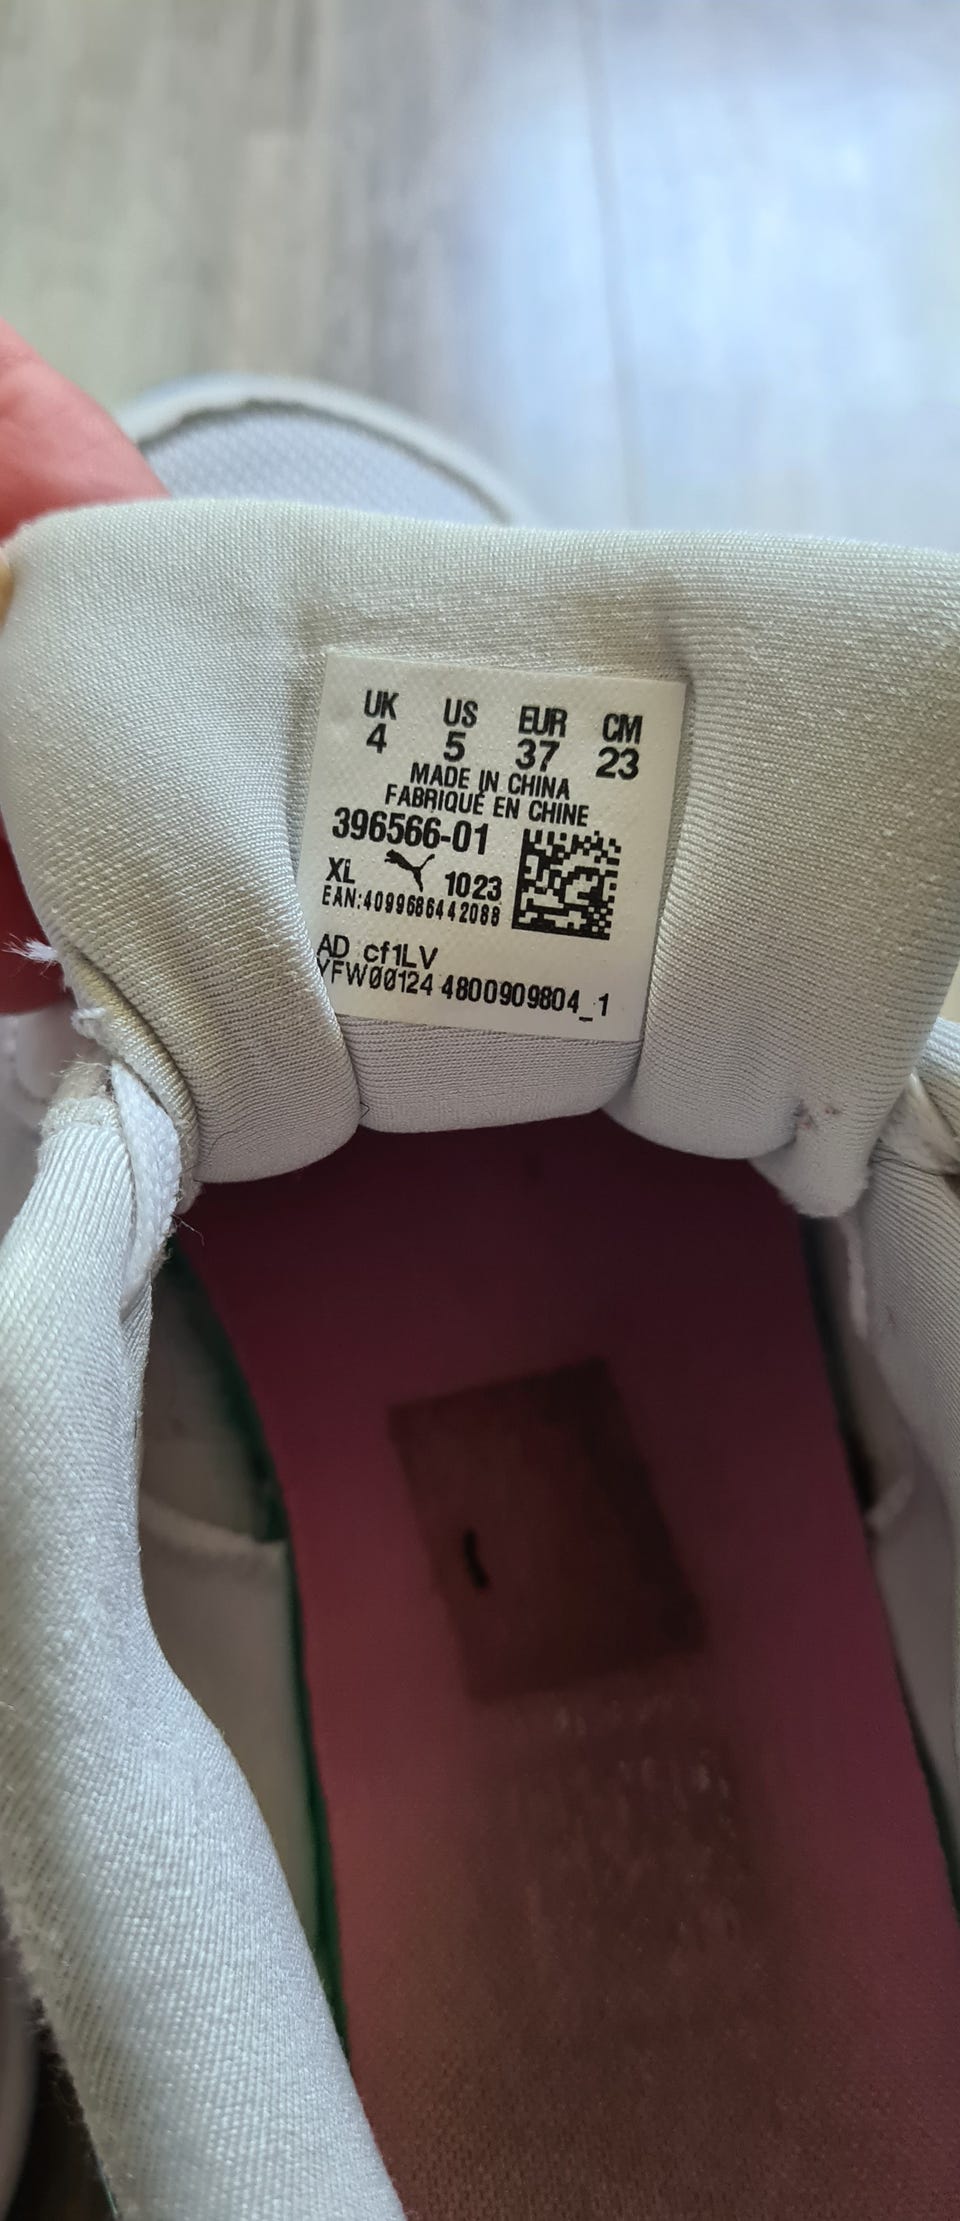 UK US EUR CM
4 5 37 23
MADE IN CHINA
FABRIQUÉ EN CHINE
396566-01
XL 1023
EAN:4099686442088
AD cf1LV
YFW00124 4800909804_1